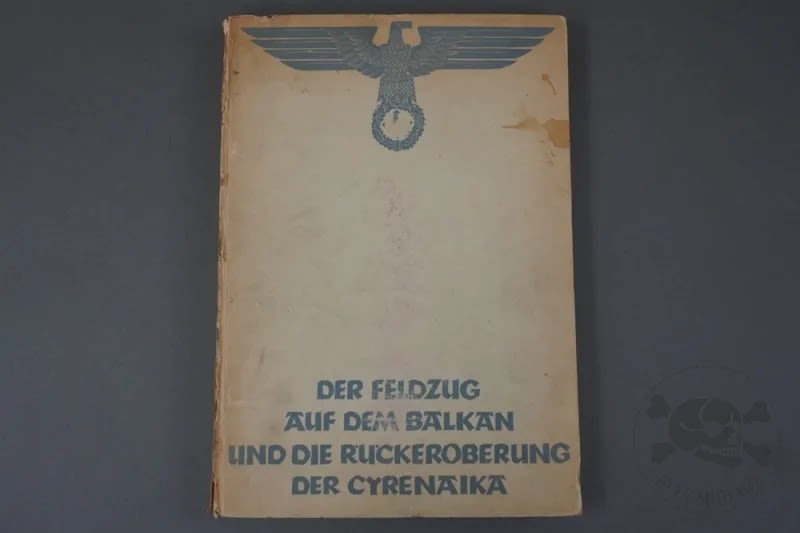 DER FELDZUG
AUF DEM BALKAN
UND DIE RÜCKEROBERUNG
DER CYRENAIKA